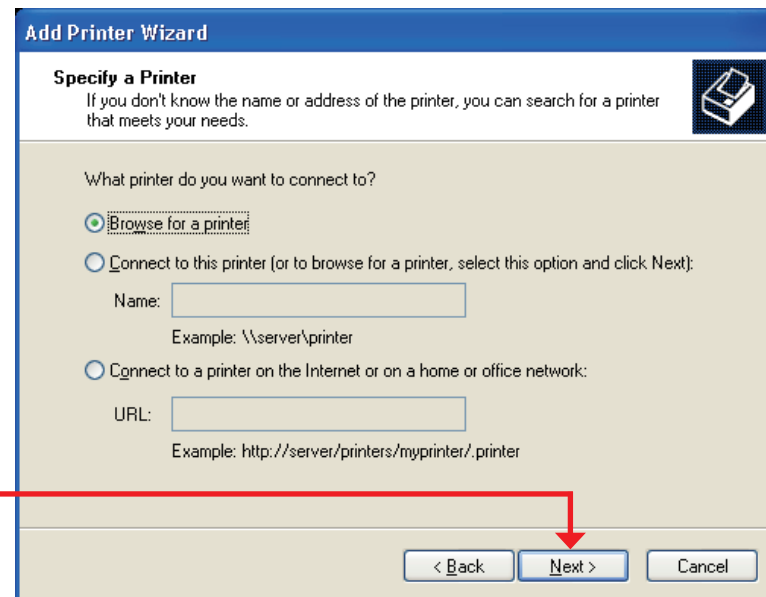 Add Printer Wizard
Specify a Printer
If you don't know the name or address of the printer, you can search for a printer
that meets your needs.
What printer do you want to connect to?
Browse for a printer
Connect to this printer (or to browse for a printer, select this option and click Next):
Name:
Example: \\server\printer
Connect to a printer on the Internet or on a home or office network:
URL:
Example: http://server/printers/myprinter/.printer
< Back Next > Cancel